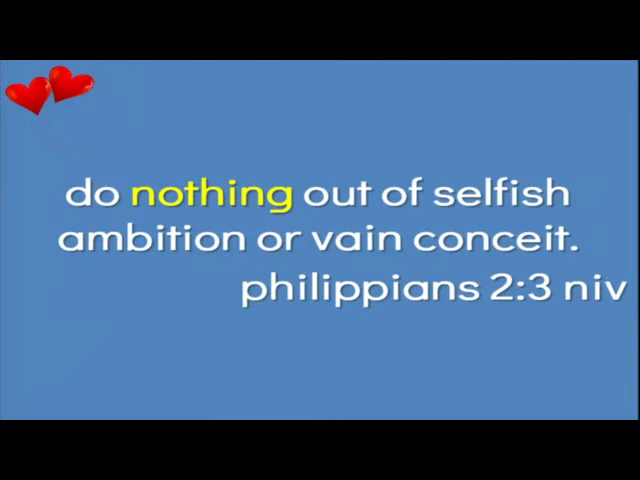 do nothing out of selfish
ambition or vain conceit.
philippians 2:3 niv